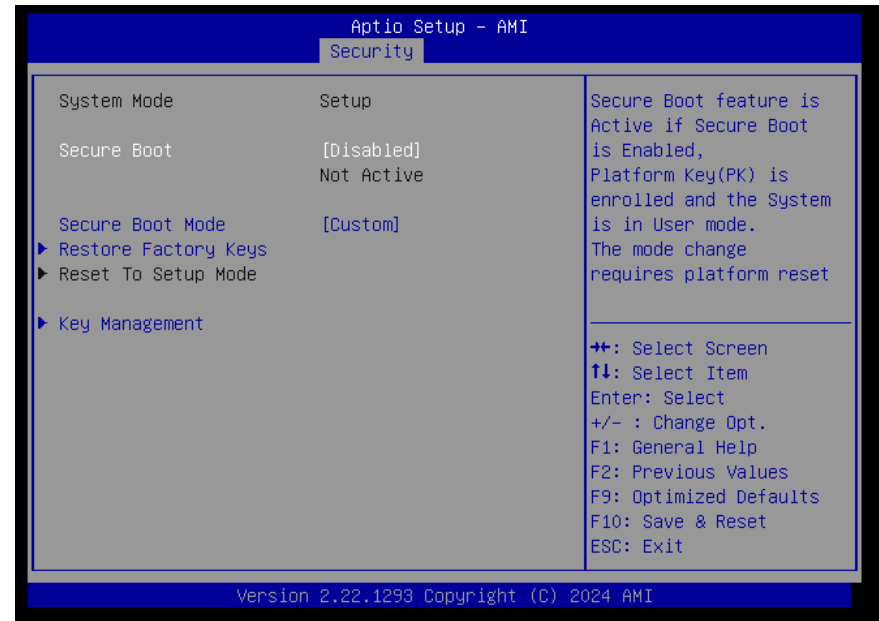 Aptio Setup – AMI
Security
System Mode Setup
Secure Boot [Disabled]
Not Active
Secure Boot Mode [Custom]
▶ Restore Factory Keys
▶ Reset To Setup Mode
▶ Key Management
Secure Boot feature is
Active if Secure Boot
is Enabled,
Platform Key(PK) is
enrolled and the System
is in User mode.
The mode change
requires platform reset
→←: Select Screen
↑↓: Select Item
Enter: Select
+/- : Change Opt.
F1: General Help
F2: Previous Values
F9: Optimized Defaults
F10: Save & Reset
ESC: Exit
Version 2.22.1293 Copyright (C) 2024 AMI